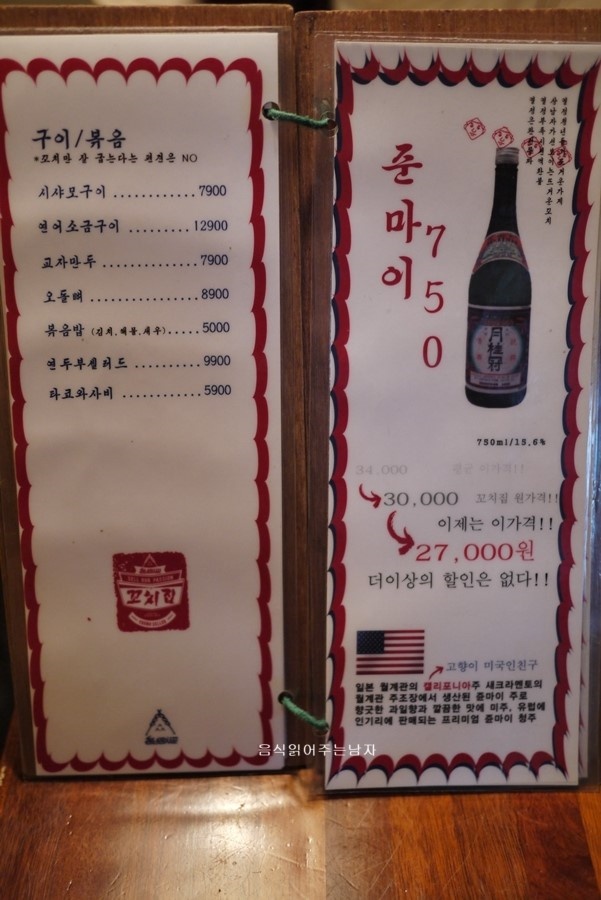 구이/볶음
*꼬치만 잘 굽는다는 편견은 NO
시샤모구이 ..........7900
연어소금구이 ..........12900
교자만두 ..............7900
오돌뼈 ................8900
볶음밥 (김치,해물,새우).....5000
연두부샐러드 ..........9900
타쿄와사비 ............5900
꼬치집
준마이
750
月桂冠
750ml/15.6%
34,000 이가격!!
30,000 꼬치집 원가격!!
이제는 이가격!!
27,000원
더이상의 할인은 없다!!
고향이 미국인친구
일본 월계관의 캘리포니아주 새크라멘토의
월계관 주조장에서 생산된 준마이 주로
향긋한 과일향과 깔끔한 맛에 미주, 유럽에
인기리에 판매되는 프리미엄 쥰마이 청주
음식읽어주는남자